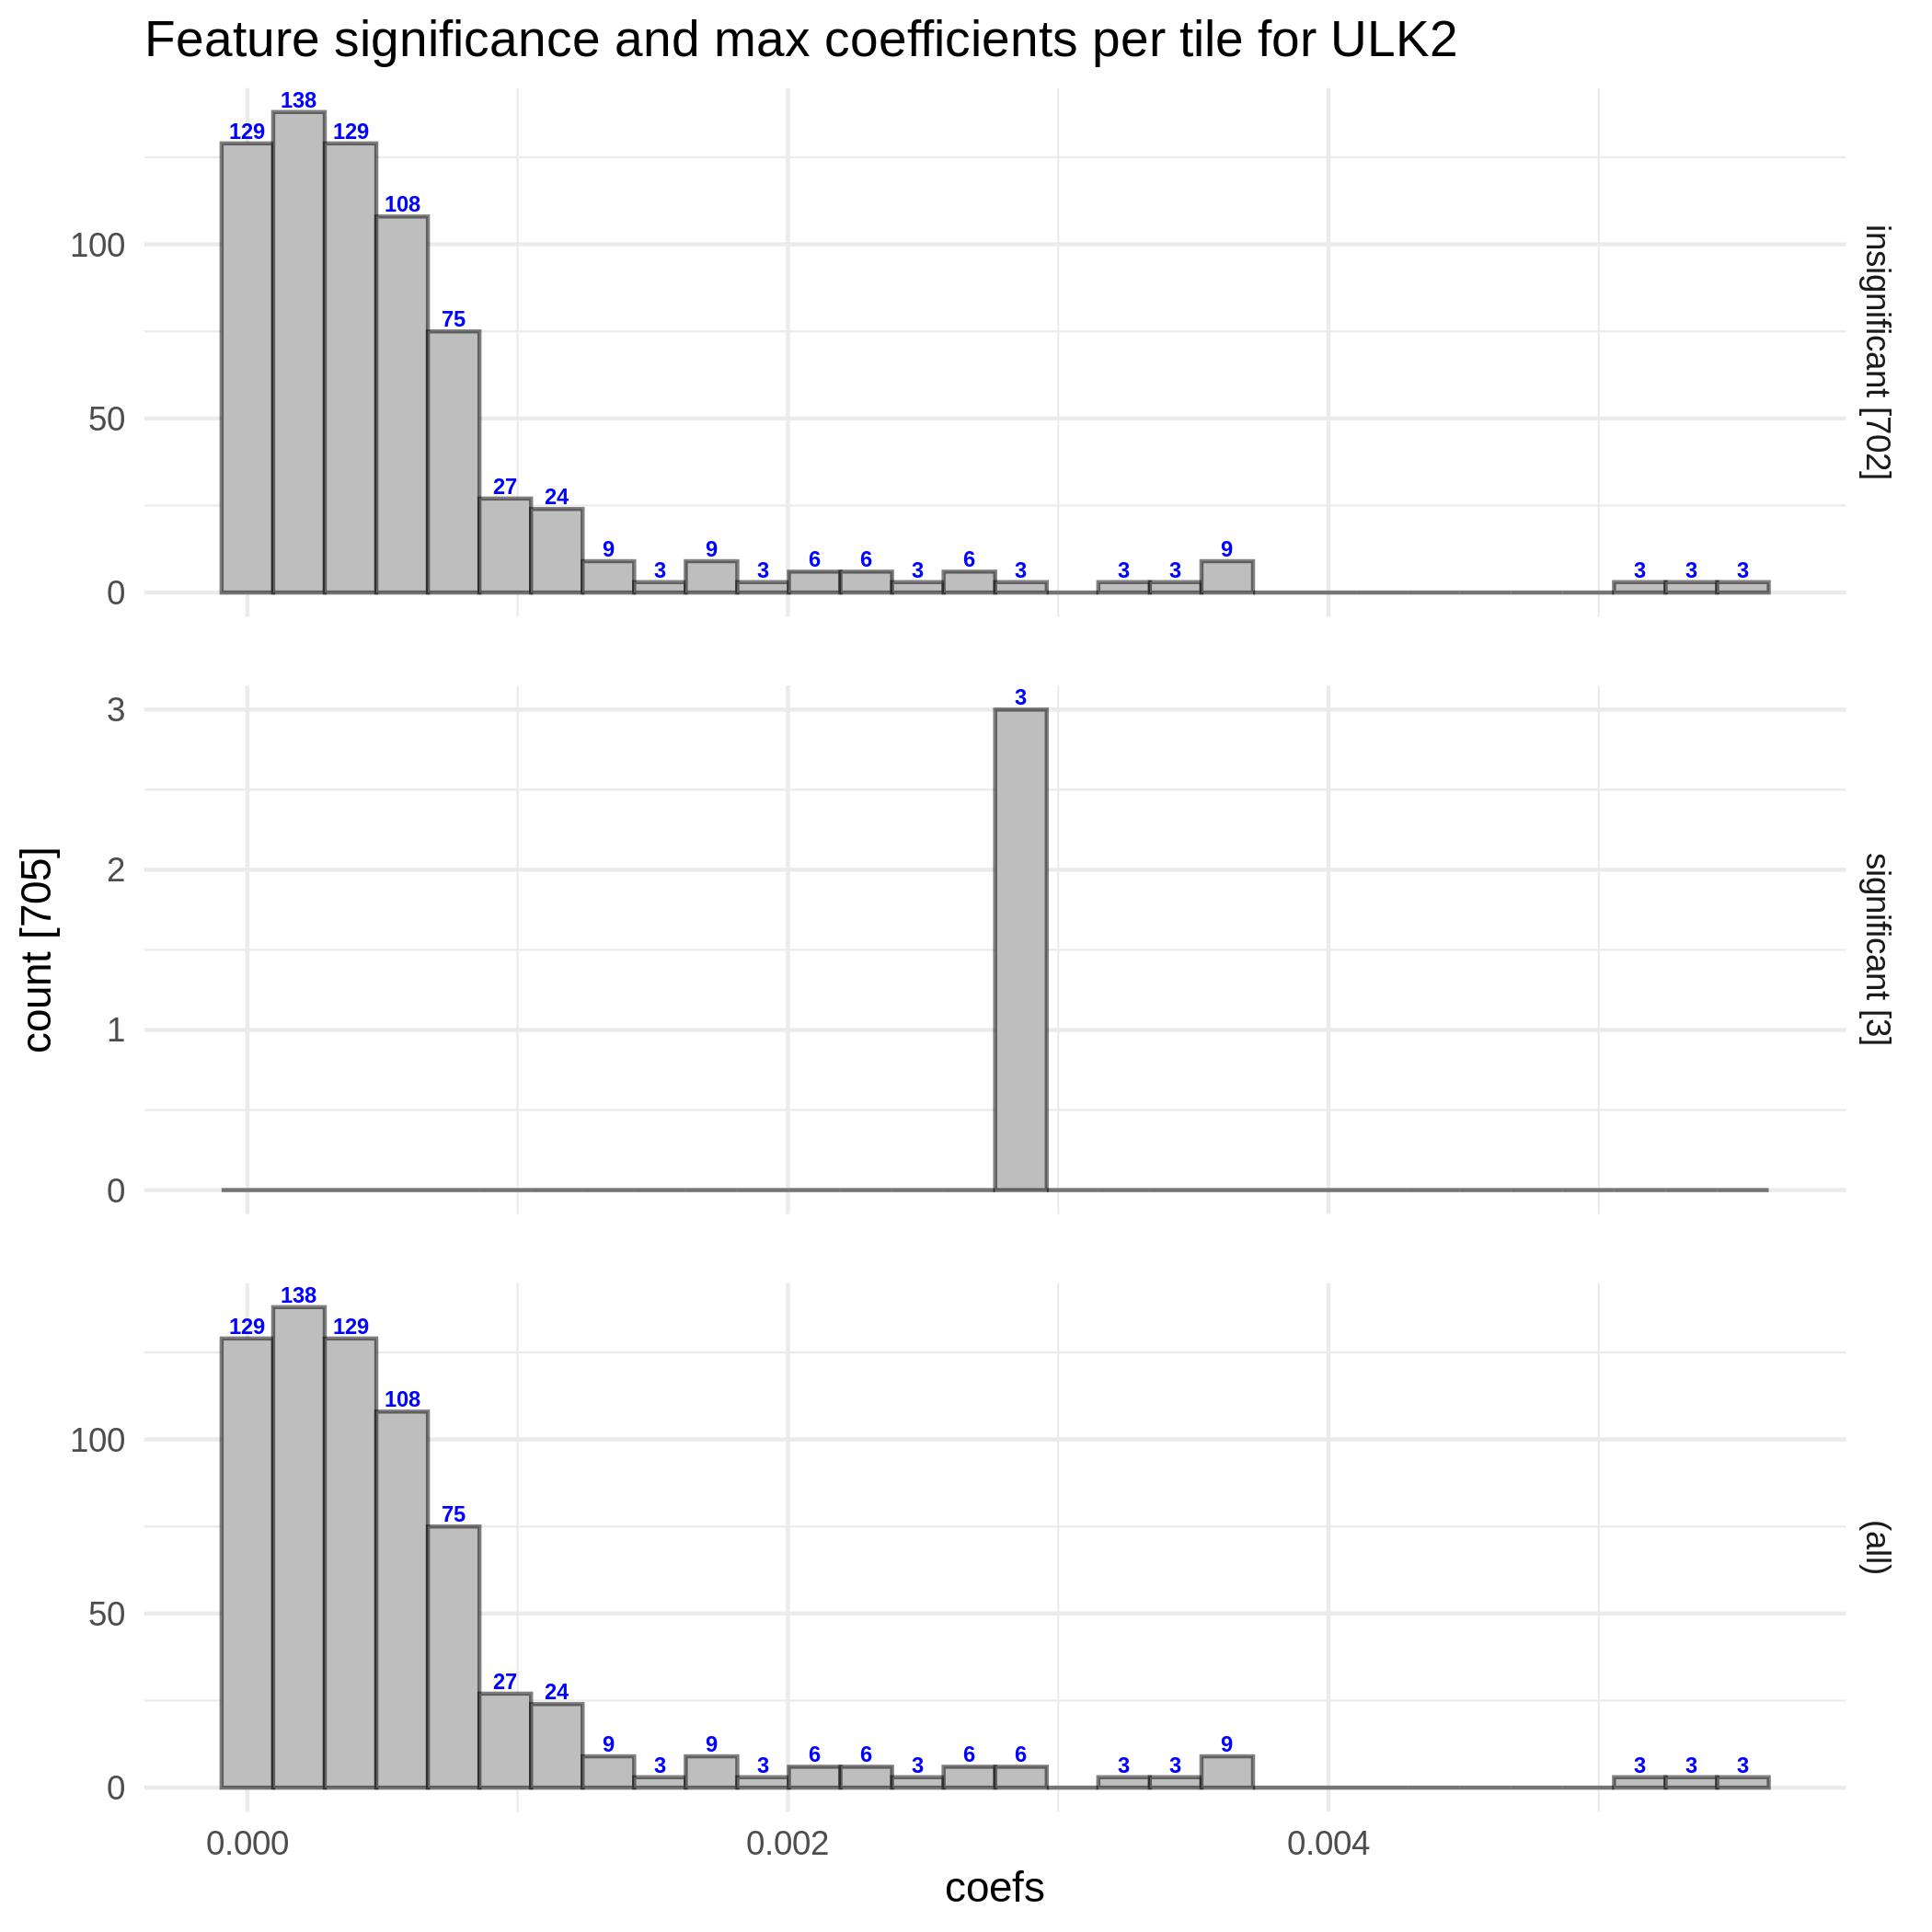 Feature significance and max coefficients per tile for ULK2
129 138 129 108 75 27 24 9 3 9 3 6 6 3 6 3 3 3 9 3 3 3
100
50
0
insignificant [702]
3
3
2
1
0
significant [3]
count [705]
129 138 129 108 75 27 24 9 3 9 3 6 6 3 6 6 3 3 9 3 3 3
100
50
0
(all)
0.000 0.002 0.004
coefs